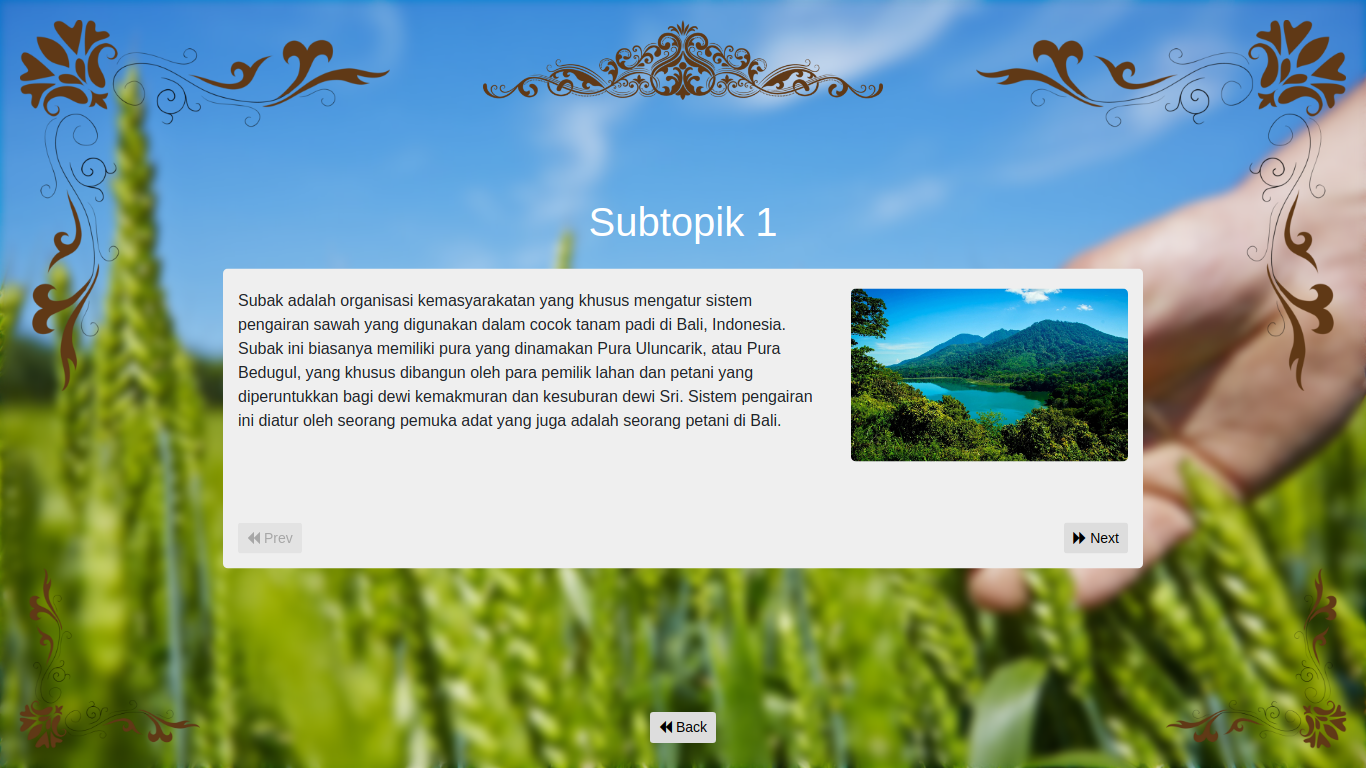 Subtopik 1
Subak adalah organisasi kemasyarakatan yang khusus mengatur sistem
pengairan sawah yang digunakan dalam cocok tanam padi di Bali, Indonesia.
Subak ini biasanya memiliki pura yang dinamakan Pura Uluncarik, atau Pura
Bedugul, yang khusus dibangun oleh para pemilik lahan dan petani yang
diperuntukkan bagi dewi kemakmuran dan kesuburan dewi Sri. Sistem pengairan
ini diatur oleh seorang pemuka adat yang juga adalah seorang petani di Bali.
Prev
Next
Back